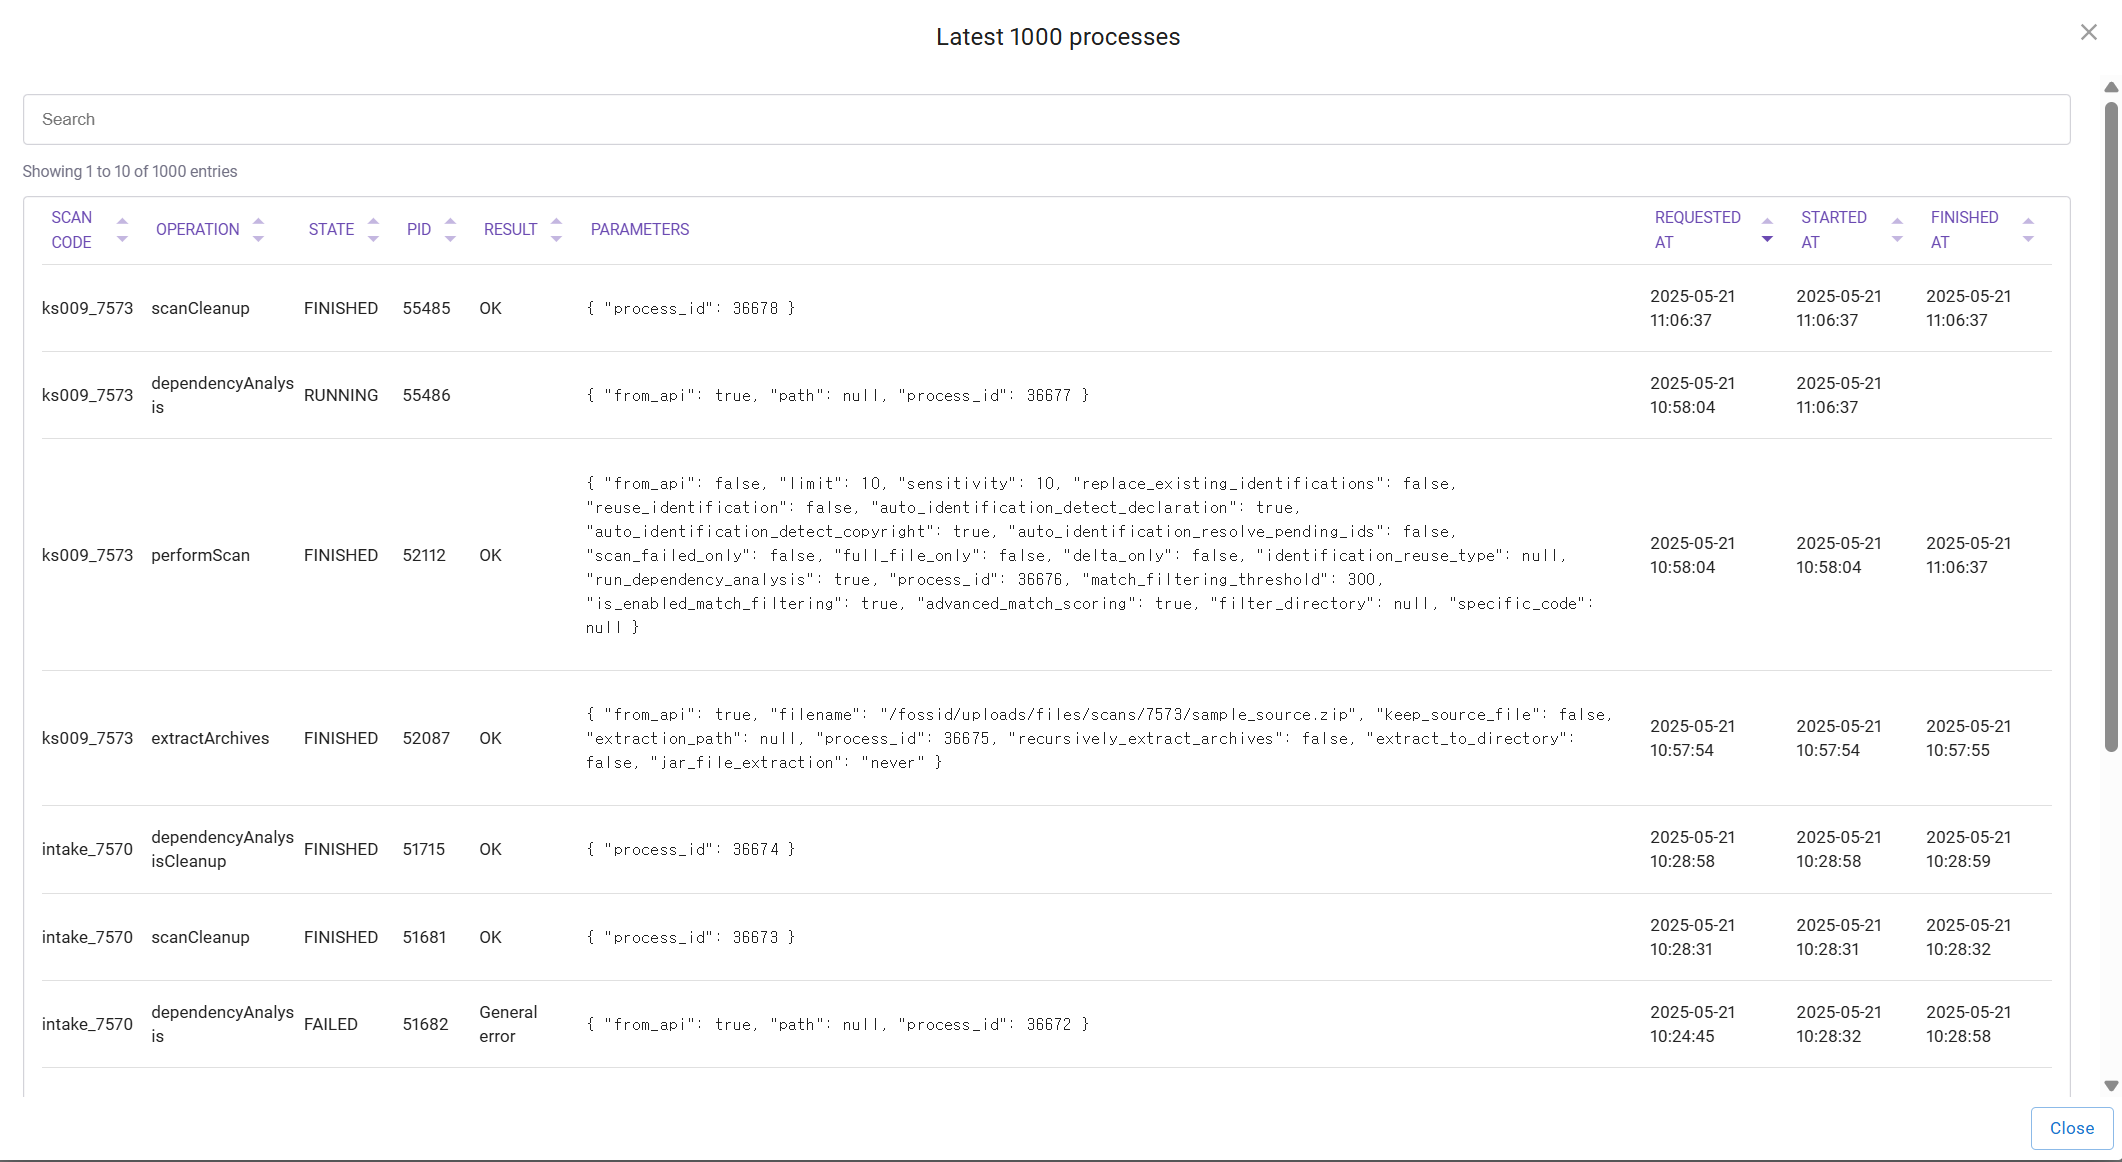 Latest 1000 processes
Search
Showing 1 to 10 of 1000 entries
SCAN CODE OPERATION STATE PID RESULT PARAMETERS REQUESTED AT STARTED AT FINISHED AT
ks009_7573 scanCleanup FINISHED 55485 OK { "process_id": 36678 } 2025-05-21 11:06:37 2025-05-21 11:06:37 2025-05-21 11:06:37
ks009_7573 dependencyAnalysis RUNNING 55486 { "from_api": true, "path": null, "process_id": 36677 } 2025-05-21 10:58:04 2025-05-21 11:06:37
ks009_7573 performScan FINISHED 52112 OK
{ "from_api": false, "limit": 10, "sensitivity": 10, "replace_existing_identifications": false,
"reuse_identification": false, "auto_identification_detect_declaration": true,
"auto_identification_detect_copyright": true, "auto_identification_resolve_pending_ids": false,
"scan_failed_only": false, "full_file_only": false, "delta_only": false, "identification_reuse_type": null,
"run_dependency_analysis": true, "process_id": 36676, "match_filtering_threshold": 300,
"is_enabled_match_filtering": true, "advanced_match_scoring": true, "filter_directory": null, "specific_code":
null }
2025-05-21 10:58:04 2025-05-21 10:58:04 2025-05-21 11:06:37
ks009_7573 extractArchives FINISHED 52087 OK
{ "from_api": true, "filename": "/fossid/uploads/files/scans/7573/sample_source.zip", "keep_source_file": false,
"extraction_path": null, "process_id": 36675, "recursively_extract_archives": false, "extract_to_directory":
false, "jar_file_extraction": "never" }
2025-05-21 10:57:54 2025-05-21 10:57:54 2025-05-21 10:57:55
intake_7570 dependencyAnalysisCleanup FINISHED 51715 OK { "process_id": 36674 } 2025-05-21 10:28:58 2025-05-21 10:28:58 2025-05-21 10:28:59
intake_7570 scanCleanup FINISHED 51681 OK { "process_id": 36673 } 2025-05-21 10:28:31 2025-05-21 10:28:31 2025-05-21 10:28:32
intake_7570 dependencyAnalysis FAILED 51682 General error { "from_api": true, "path": null, "process_id": 36672 } 2025-05-21 10:24:45 2025-05-21 10:28:32 2025-05-21 10:28:58
Close